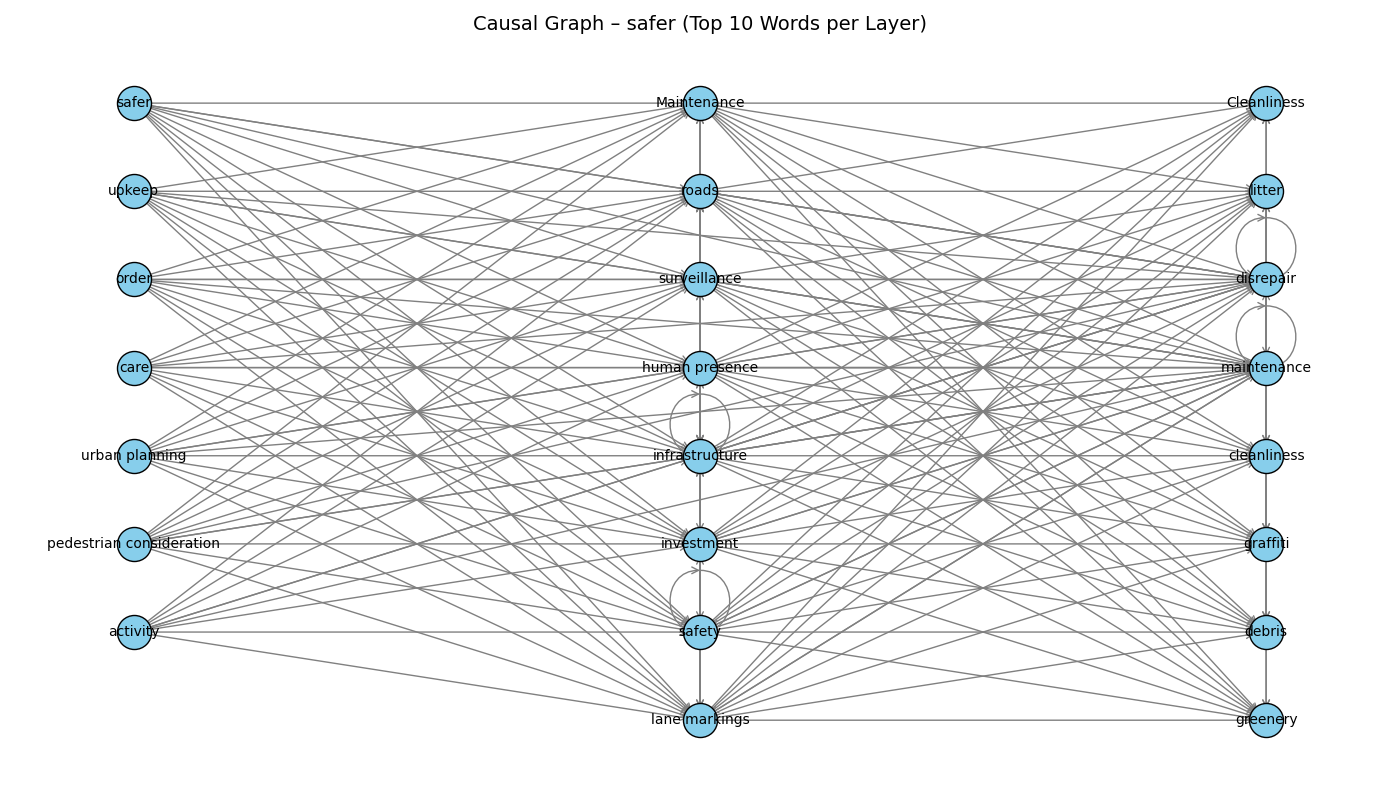 Causal Graph – safer (Top 10 Words per Layer)
safer
Maintenance
Cleanliness
upkeep
roads
litter
order
surveillance
disrepair
care
human presence
maintenance
urban planning
infrastructure
cleanliness
pedestrian consideration
investment
graffiti
activity
safety
debris
lane markings
greenery